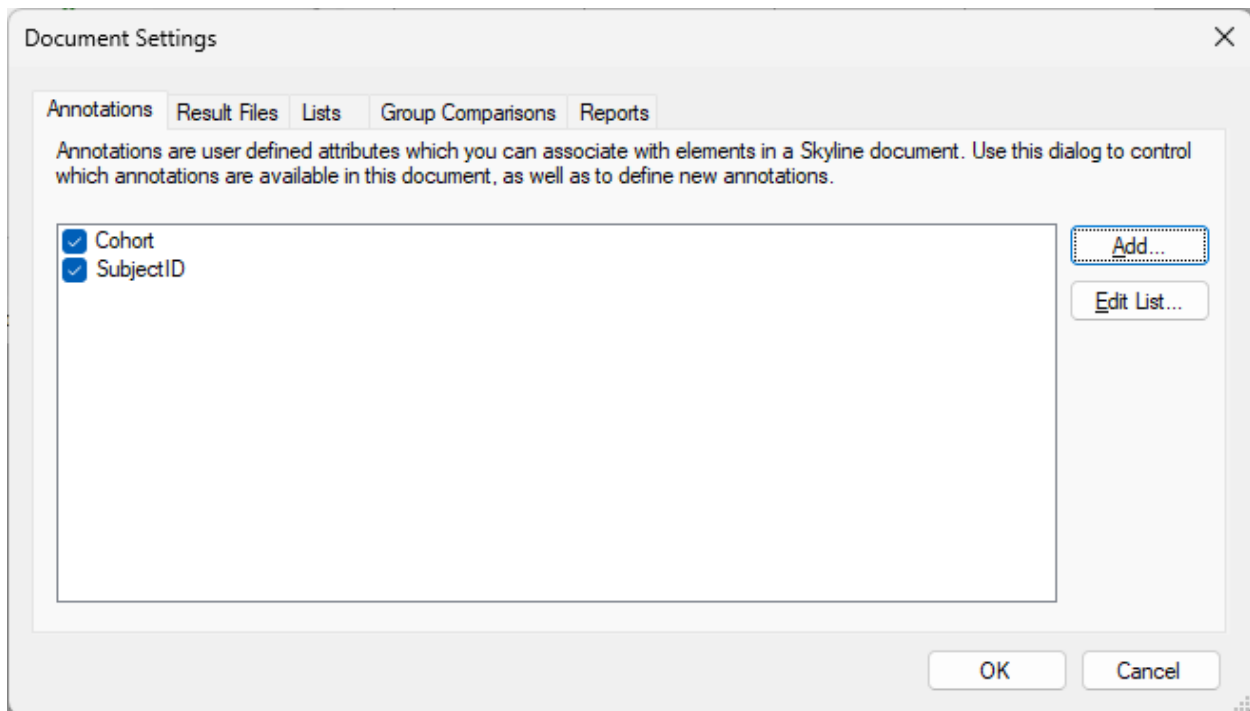 Document Settings
Annotations Result Files Lists Group Comparisons Reports
Annotations are user defined attributes which you can associate with elements in a Skyline document. Use this dialog to control
which annotations are available in this document, as well as to define new annotations.
Cohort
SubjectID
Add...
Edit List...
OK Cancel